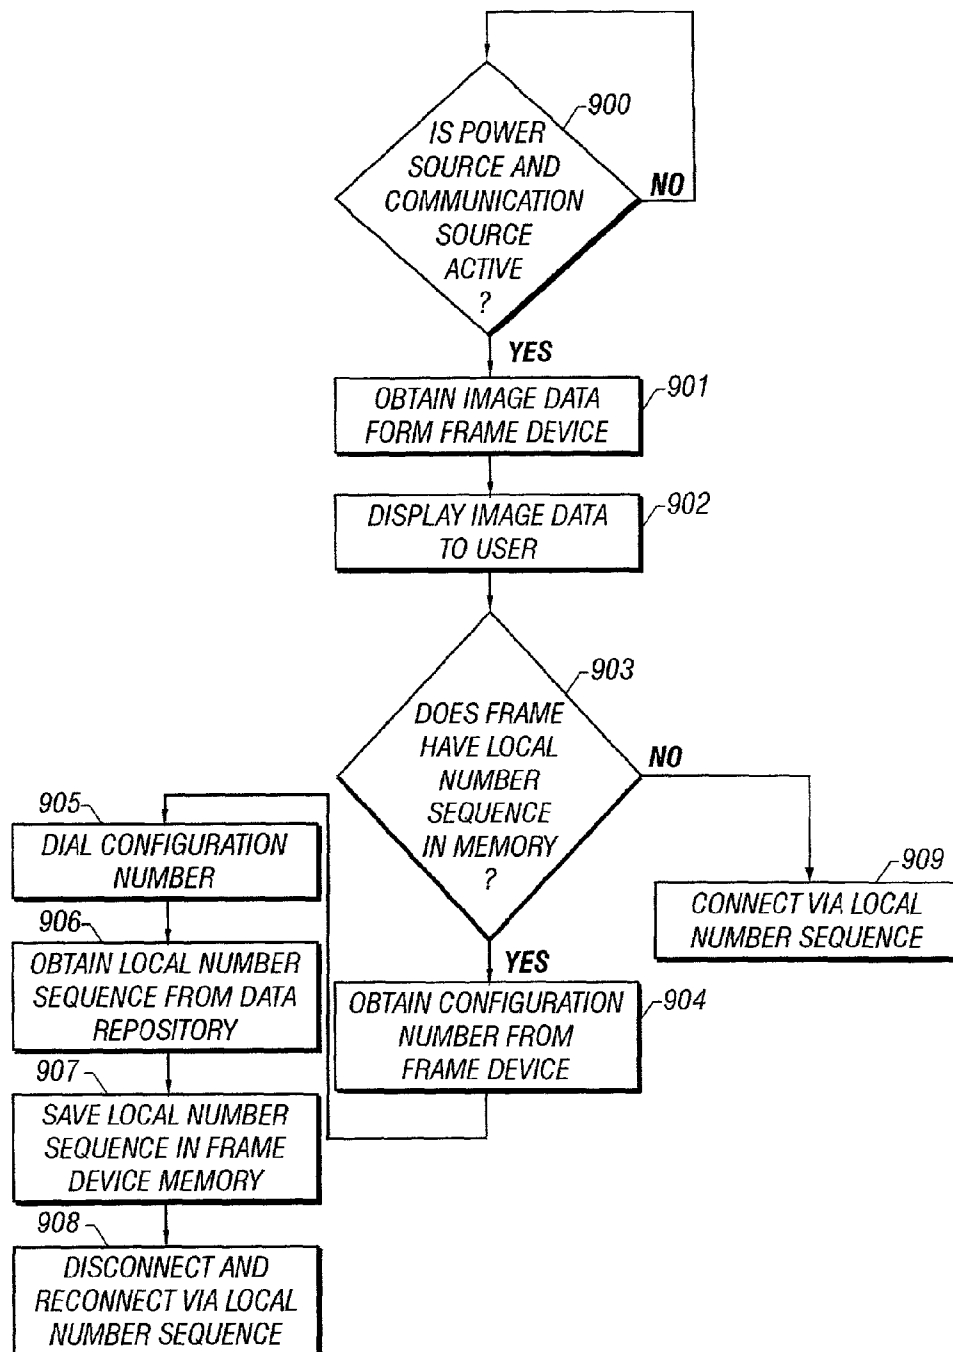 900
IS POWER
SOURCE AND
COMMUNICATION
SOURCE
ACTIVE
?
NO
YES
901
OBTAIN IMAGE DATA
FORM FRAME DEVICE
902
DISPLAY IMAGE DATA
TO USER
903
DOES FRAME
HAVE LOCAL
NUMBER
SEQUENCE
IN MEMORY
?
NO
YES
909
CONNECT VIA LOCAL
NUMBER SEQUENCE
904
OBTAIN CONFIGURATION
NUMBER FROM
FRAME DEVICE
905
DIAL CONFIGURATION
NUMBER
906
OBTAIN LOCAL NUMBER
SEQUENCE FROM DATA
REPOSITORY
907
SAVE LOCAL NUMBER
SEQUENCE IN FRAME
DEVICE MEMORY
908
DISCONNECT AND
RECONNECT VIA LOCAL
NUMBER SEQUENCE